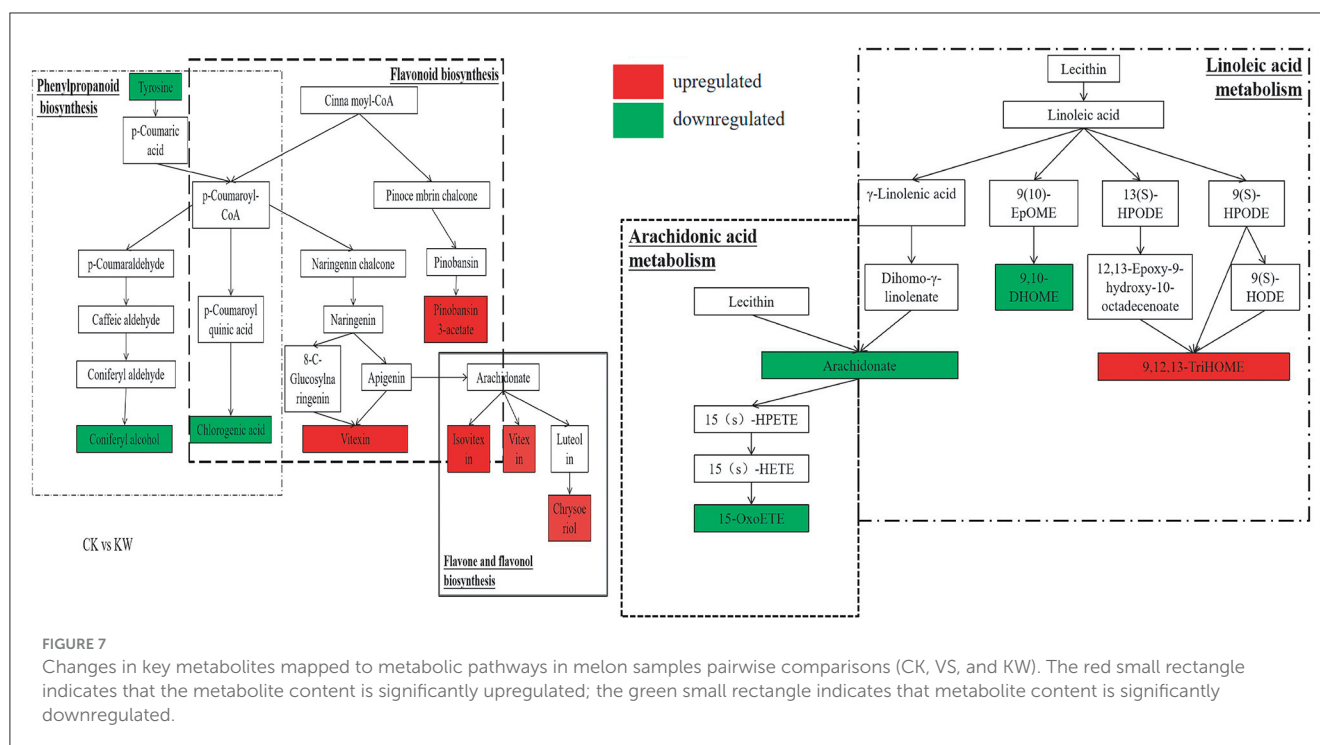 Phenylpropanoid
biosynthesis
Tyrosine
p-Coumaric
acid
Flavonoid biosynthesis
Cinna moyl-CoA
p-Coumaroyl-
CoA
Pinoce mbrin chalcone
p-Coumaraldehyde
Naringenin chalcone
Pinobansin
Caffeic aldehyde
p-Coumaroyl
quinic acid
Naringenin
Pinobansin
3-acetate
Coniferyl aldehyde
8-C-
Glucosylna
ringenin
Apigenin
Arachidonate
Coniferyl alcohol
Chlorogenic acid
Vitexin
Isovitex
in
Vitex
in
Luteol
in
Chrysoe
riol
Flavone and flavonol
biosynthesis
CK vs KW
upregulated
downregulated
Linoleic acid
metabolism
Lecithin
Linoleic acid
γ-Linolenic acid
9(10)-
EpOME
13(S)-
HPODE
9(S)-
HPODE
Dihomo-γ-
linolenate
9,10-
DHOME
12,13-Epoxy-9-
hydroxy-10-
octadecenoate
9(S)-
HODE
9,12,13-TriHOME
Arachidonic acid
metabolism
Lecithin
Arachidonate
15（s）-HPETE
15（s）-HETE
15-OxoETE
FIGURE 7
Changes in key metabolites mapped to metabolic pathways in melon samples pairwise comparisons (CK, VS, and KW). The red small rectangle
indicates that the metabolite content is significantly upregulated; the green small rectangle indicates that metabolite content is significantly
downregulated.